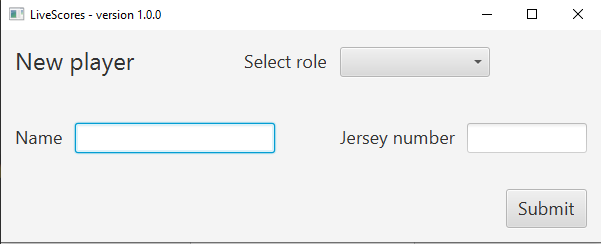 LiveScores - version 1.0.0
New player Select role
Name Jersey number
Submit